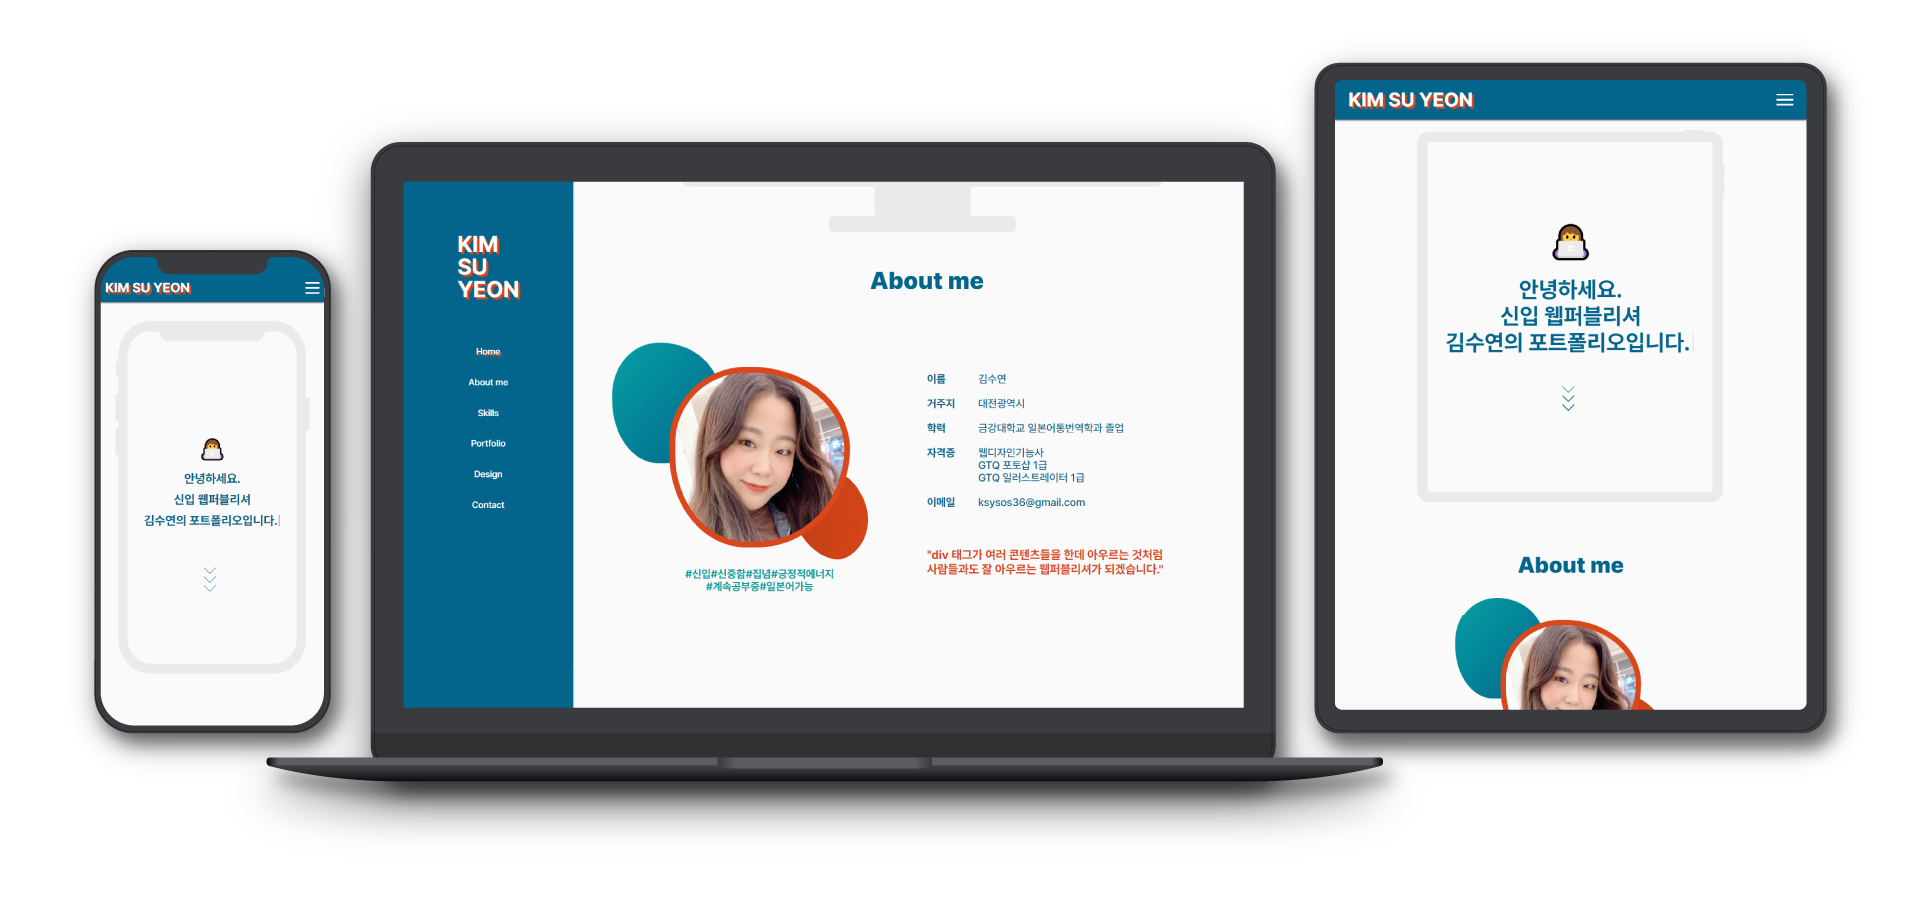 KIM SU YEON
안녕하세요.
신입 웹퍼블리셔
김수연의 포트폴리오입니다.
KIM
SU
YEON
Home
About me
Skills
Portfolio
Design
Contact
About me
#신입#신중함#집념#긍정적에너지
#계속공부중#일본어가능
이름 김수연
거주지 대전광역시
학력 금강대학교 일본어통번역학과 졸업
자격증 웹디자인기능사
GTQ 포토샵 1급
GTQ 일러스트레이터 1급
이메일 ksysos36@gmail.com
"div 태그가 여러 콘텐츠들을 한데 아우르는 것처럼
사람들과도 잘 아우르는 웹퍼블리셔가 되겠습니다."
KIM SU YEON
안녕하세요.
신입 웹퍼블리셔
김수연의 포트폴리오입니다.
About me